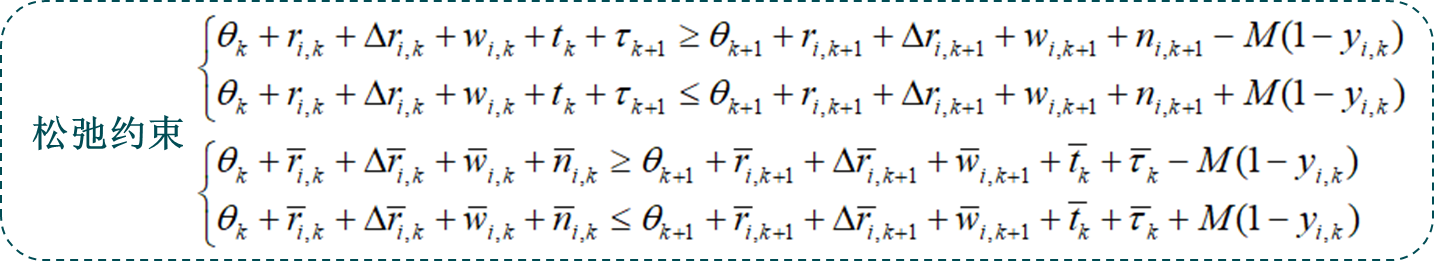 θ_k + r_{i,k} + Δr_{i,k} + w_{i,k} + t_k + τ_{k+1} ≥ θ_{k+1} + r_{i,k+1} + Δr_{i,k+1} + w_{i,k+1} + n_{i,k+1} − M(1 − y_{i,k})
θ_k + r_{i,k} + Δr_{i,k} + w_{i,k} + t_k + τ_{k+1} ≤ θ_{k+1} + r_{i,k+1} + Δr_{i,k+1} + w_{i,k+1} + n_{i,k+1} + M(1 − y_{i,k})
松弛约束
θ_k + r̅_{i,k} + Δr̅_{i,k} + w̅_{i,k} + n̅_{i,k} ≥ θ_{k+1} + r̅_{i,k+1} + Δr̅_{i,k+1} + w̅_{i,k+1} + t̅_k + τ̅_k − M(1 − y_{i,k})
θ_k + r̅_{i,k} + Δr̅_{i,k} + w̅_{i,k} + n̅_{i,k} ≤ θ_{k+1} + r̅_{i,k+1} + Δr̅_{i,k+1} + w̅_{i,k+1} + t̅_k + τ̅_k + M(1 − y_{i,k})